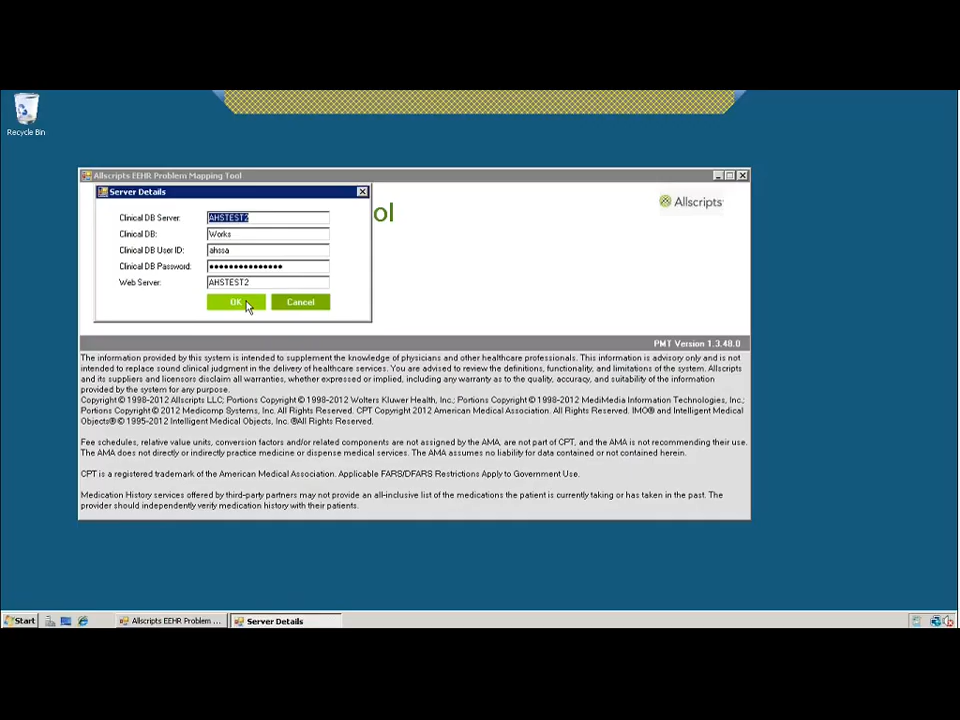 Recycle Bin
Allscripts EEHR Problem Mapping Tool
Server Details
ol
Allscripts
Clinical DB Server: AHSTEST2
Clinical DB: Works
Clinical DB User ID: ahssa
Clinical DB Password: •••••••••••••••
Web Server: AHSTEST2
OK Cancel
PMT Version 1.3.48.0
The information provided by this system is intended to supplement the knowledge of physicians and other healthcare professionals. This information is advisory only and is not
intended to replace sound clinical judgment in the delivery of healthcare services. You are advised to review the definitions, functionality, and limitations of the system. Allscripts
and its suppliers and licensors disclaim all warranties, whether expressed or implied, including any warranty as to the quality, accuracy, and suitability of the information
provided by the system for any purpose.
Copyright © 1998-2012 Allscripts LLC; Portions Copyright © 1998-2012 Wolters Kluwer Health, Inc.; Portions Copyright © 1998-2012 MediMedia Information Technologies, Inc.;
Portions Copyright © 2012 Medicomp Systems, Inc. All Rights Reserved. CPT Copyright 2012 American Medical Association. All Rights Reserved. IMO® and Intelligent Medical
Objects® © 1995-2012 Intelligent Medical Objects, Inc. ®All Rights Reserved.
Fee schedules, relative value units, conversion factors and/or related components are not assigned by the AMA, are not part of CPT, and the AMA is not recommending their use.
The AMA does not directly or indirectly practice medicine or dispense medical services. The AMA assumes no liability for data contained or not contained herein.
CPT is a registered trademark of the American Medical Association. Applicable FARS/DFARS Restrictions Apply to Government Use.
Medication History services offered by third-party partners may not provide an all-inclusive list of the medications the patient is currently taking or has taken in the past. The
provider should independently verify medication history with their patients.
Start
Allscripts EEHR Problem ...
Server Details